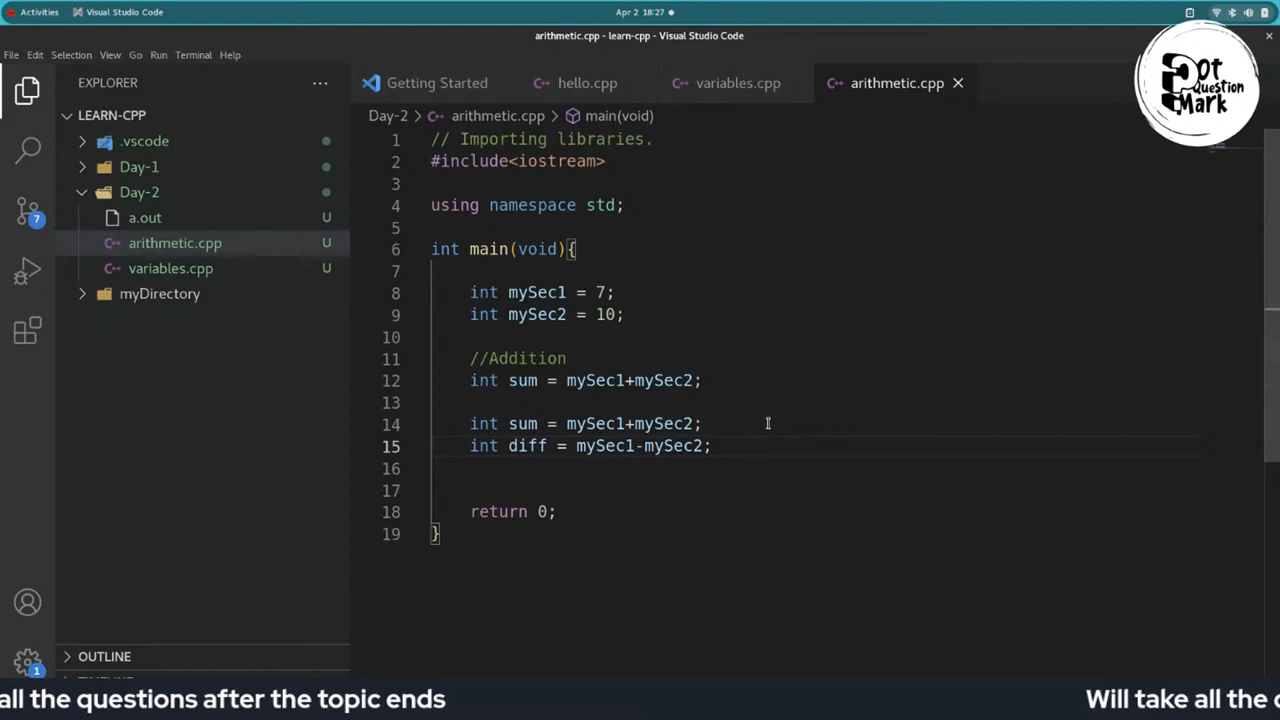 Activities Visual Studio Code Apr 2 18:27
arithmetic.cpp - learn-cpp - Visual Studio Code
File Edit Selection View Go Run Terminal Help
EXPLORER
Getting Started hello.cpp variables.cpp arithmetic.cpp
Pot Question Mark
LEARN-CPP
Day-2 > arithmetic.cpp > main(void)
.vscode
Day-1
Day-2
a.out U
arithmetic.cpp U
variables.cpp U
myDirectory
7
1 // Importing libraries.
2 #include<iostream>
3
4 using namespace std;
5
6 int main(void){
7
8 int mySec1 = 7;
9 int mySec2 = 10;
10
11 //Addition
12 int sum = mySec1+mySec2;
13
14 int sum = mySec1+mySec2;
15 int diff = mySec1-mySec2;
16
17
18 return 0;
19 }
OUTLINE
1
all the questions after the topic ends Will take all the